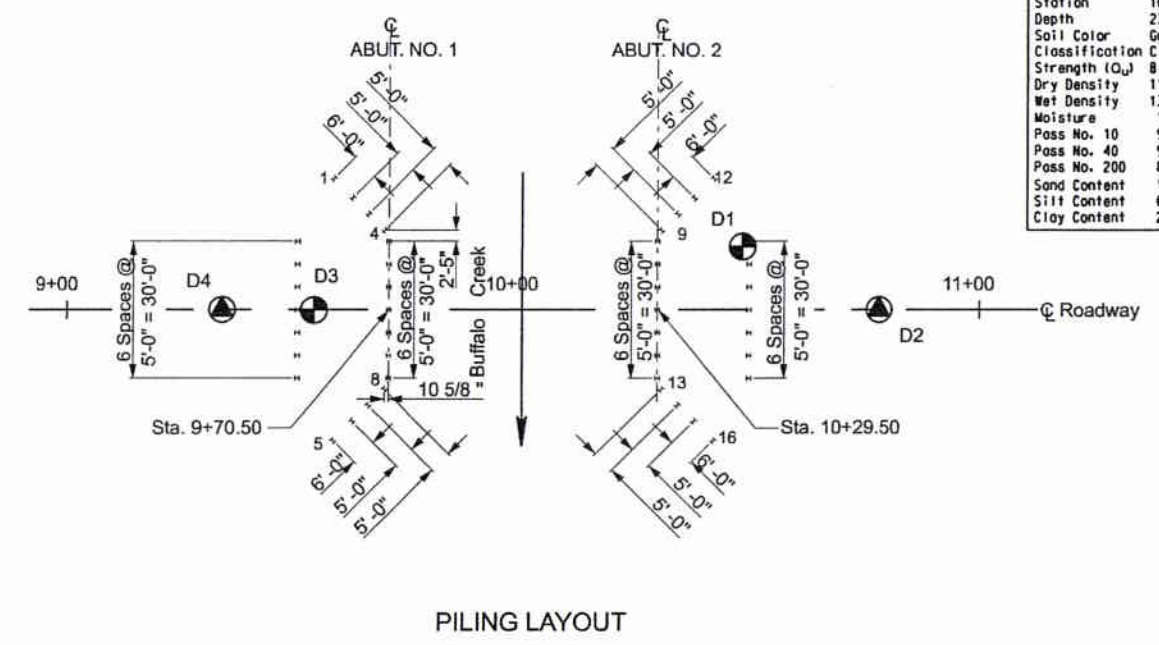 Station
Depth
Soil Color
Classification
Strength (Qu)
Dry Density
Wet Density
Moisture
Pass No. 10
Pass No. 40
Pass No. 200
Sand Content
Silt Content
Clay Content
℄
ABUT. NO. 1
℄
ABUT. NO. 2
5'-0"
5'-0"
6'-0"
5'-0"
5'-0"
6'-0"
1
12
4
9
D1
2'-5"
9+00
D4
D3
10+00
11+00
℄ Roadway
D2
6 Spaces @
5'-0" = 30'-0"
6 Spaces @
5'-0" = 30'-0"
Buffalo Creek
6 Spaces @
5'-0" = 30'-0"
6 Spaces @
5'-0" = 30'-0"
8
10 5/8 "
13
Sta. 9+70.50
Sta. 10+29.50
5
16
6'-0"
5'-0"
5'-0"
6'-0"
5'-0"
5'-0"
PILING LAYOUT